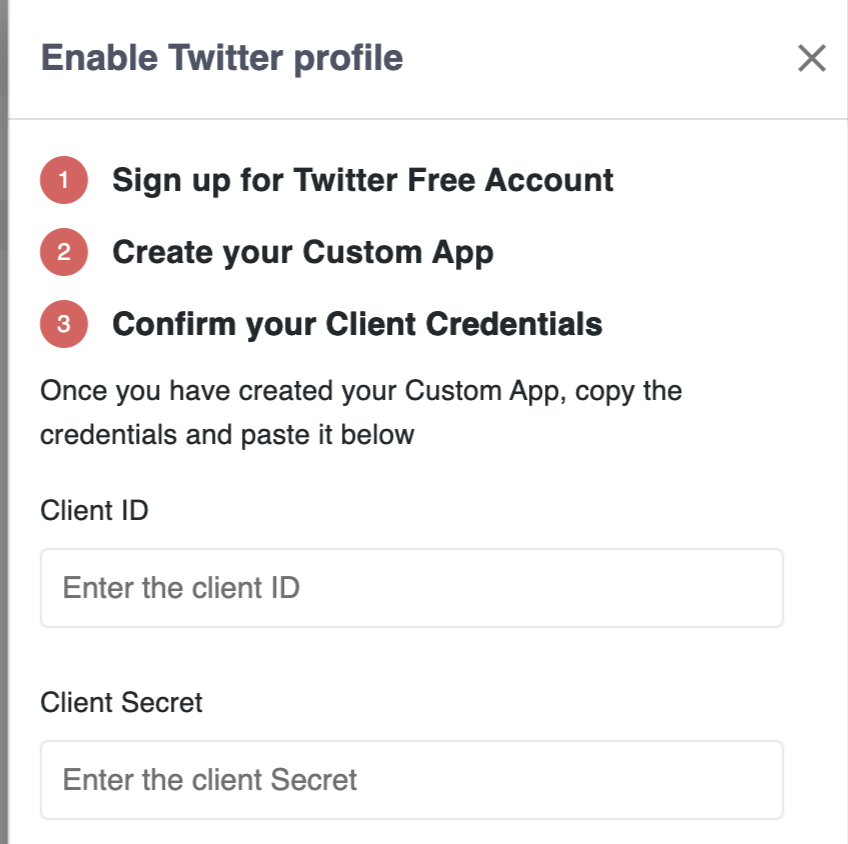 Enable Twitter profile
1 Sign up for Twitter Free Account
2 Create your Custom App
3 Confirm your Client Credentials
Once you have created your Custom App, copy the
credentials and paste it below
Client ID
Enter the client ID
Client Secret
Enter the client Secret